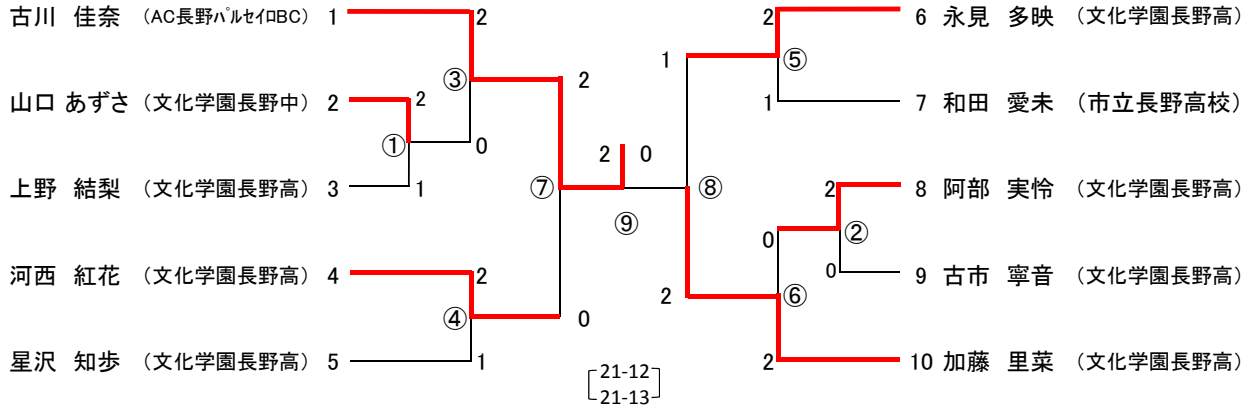 古川 佳奈 (AC長野パルセイロBC) 1 2 2 6 永見 多映 (文化学園長野高)
1 ⑤
③ 2
山口 あずさ (文化学園長野中) 2 2 1 7 和田 愛未 (市立長野高校)
① 0
2 0
上野 結梨 (文化学園長野高) 3 1 ⑦ ⑧ 2 8 阿部 実怜 (文化学園長野高)
⑨ 0 ②
河西 紅花 (文化学園長野高) 4 2 0 9 古市 寧音 (文化学園長野高)
2 ⑥
④ 0
星沢 知歩 (文化学園長野高) 5 1 2 10 加藤 里菜 (文化学園長野高)
21-12
21-13